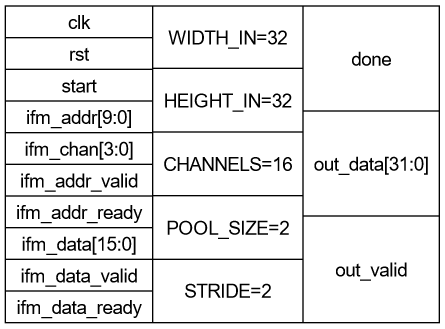 clk
rst
start
ifm_addr[9:0]
ifm_chan[3:0]
ifm_addr_valid
ifm_addr_ready
ifm_data[15:0]
ifm_data_valid
ifm_data_ready
WIDTH_IN=32
HEIGHT_IN=32
CHANNELS=16
POOL_SIZE=2
STRIDE=2
done
out_data[31:0]
out_valid